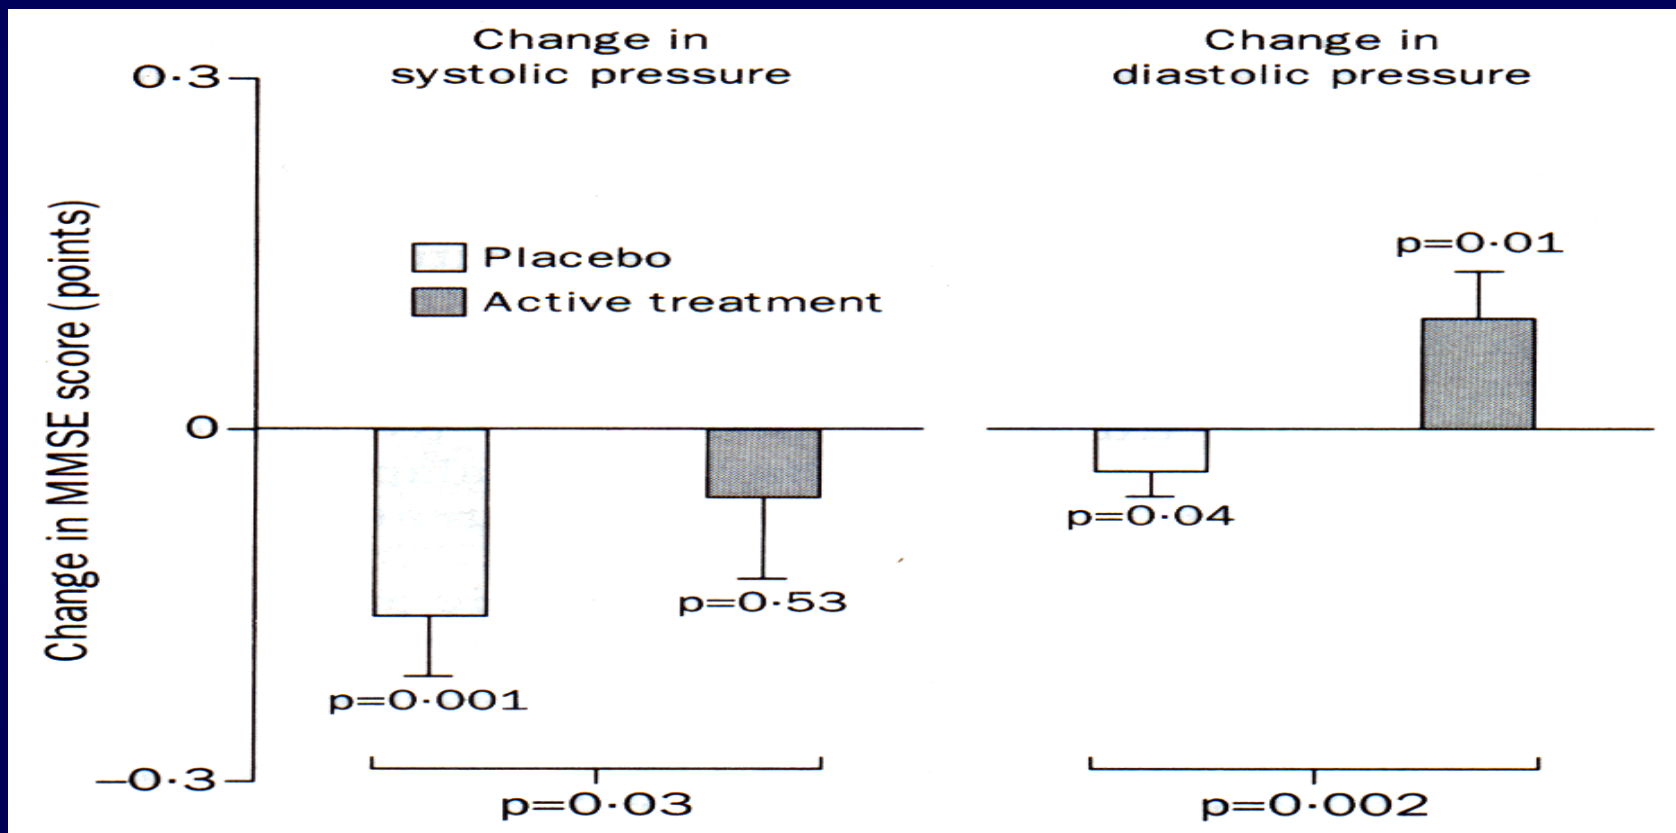 Change in
systolic pressure
Change in
diastolic pressure
0·3
Change in MMSE score (points)
Placebo
Active treatment
p=0·01
0
p=0·04
p=0·53
p=0·001
–0·3
p=0·03
p=0·002